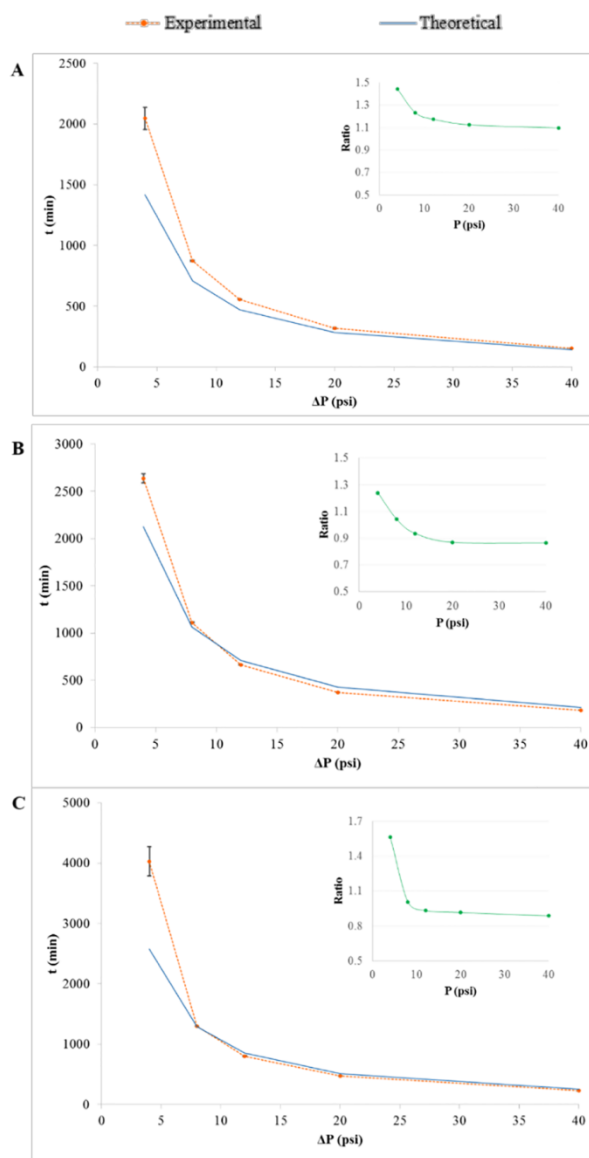 Experimental Theoretical
A
2500
2000
1500
1000
500
0
t (min)
0 5 10 15 20 25 30 35 40
ΔP (psi)
1.5
1.3
1.1
0.9
0.7
0.5
Ratio
0 10 20 30 40
P (psi)
B
3000
2500
2000
1500
1000
500
0
t (min)
0 5 10 15 20 25 30 35 40
ΔP (psi)
1.5
1.3
1.1
0.9
0.7
0.5
Ratio
0 10 20 30 40
P (psi)
C
5000
4000
3000
2000
1000
0
t (min)
0 5 10 15 20 25 30 35 40
ΔP (psi)
1.7
1.4
1.1
0.8
0.5
Ratio
0 10 20 30 40
P (psi)